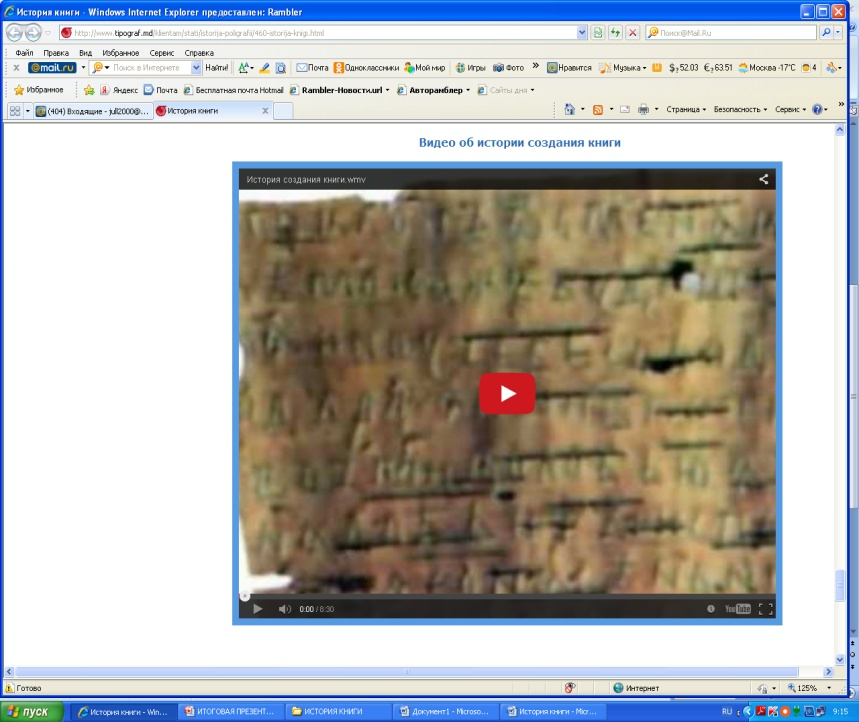 История книги - Windows Internet Explorer предоставлен: Rambler
http://www.tipograf.md/klientam/stati/istorija-poligrafii/460-istorija-knigi.html
Поиск@Mail.Ru
Файл Правка Вид Избранное Сервис Справка
@mail.ru Поиск в Интернете Найти! Почта Одноклассники Мой мир Игры Фото Нравится Музыка $↑52.03 €↑63.51 Москва -17°C 4
Избранное Яндекс Почта Бесплатная почта Hotmail Rambler-Новости.url Авторамблер Сайты дня
(404) Входящие - juli2000@... История книги X Страница Безопасность Сервис
Видео об истории создания книги
История создания книги.wmv
0:00 / 8:30 YouTube
Готово Интернет 125%
пуск История книги - Win... ИТОГОВАЯ ПРЕЗЕНТ... ИСТОРИЯ КНИГИ Документ1 - Microso... История книги - Micr... RU 9:15